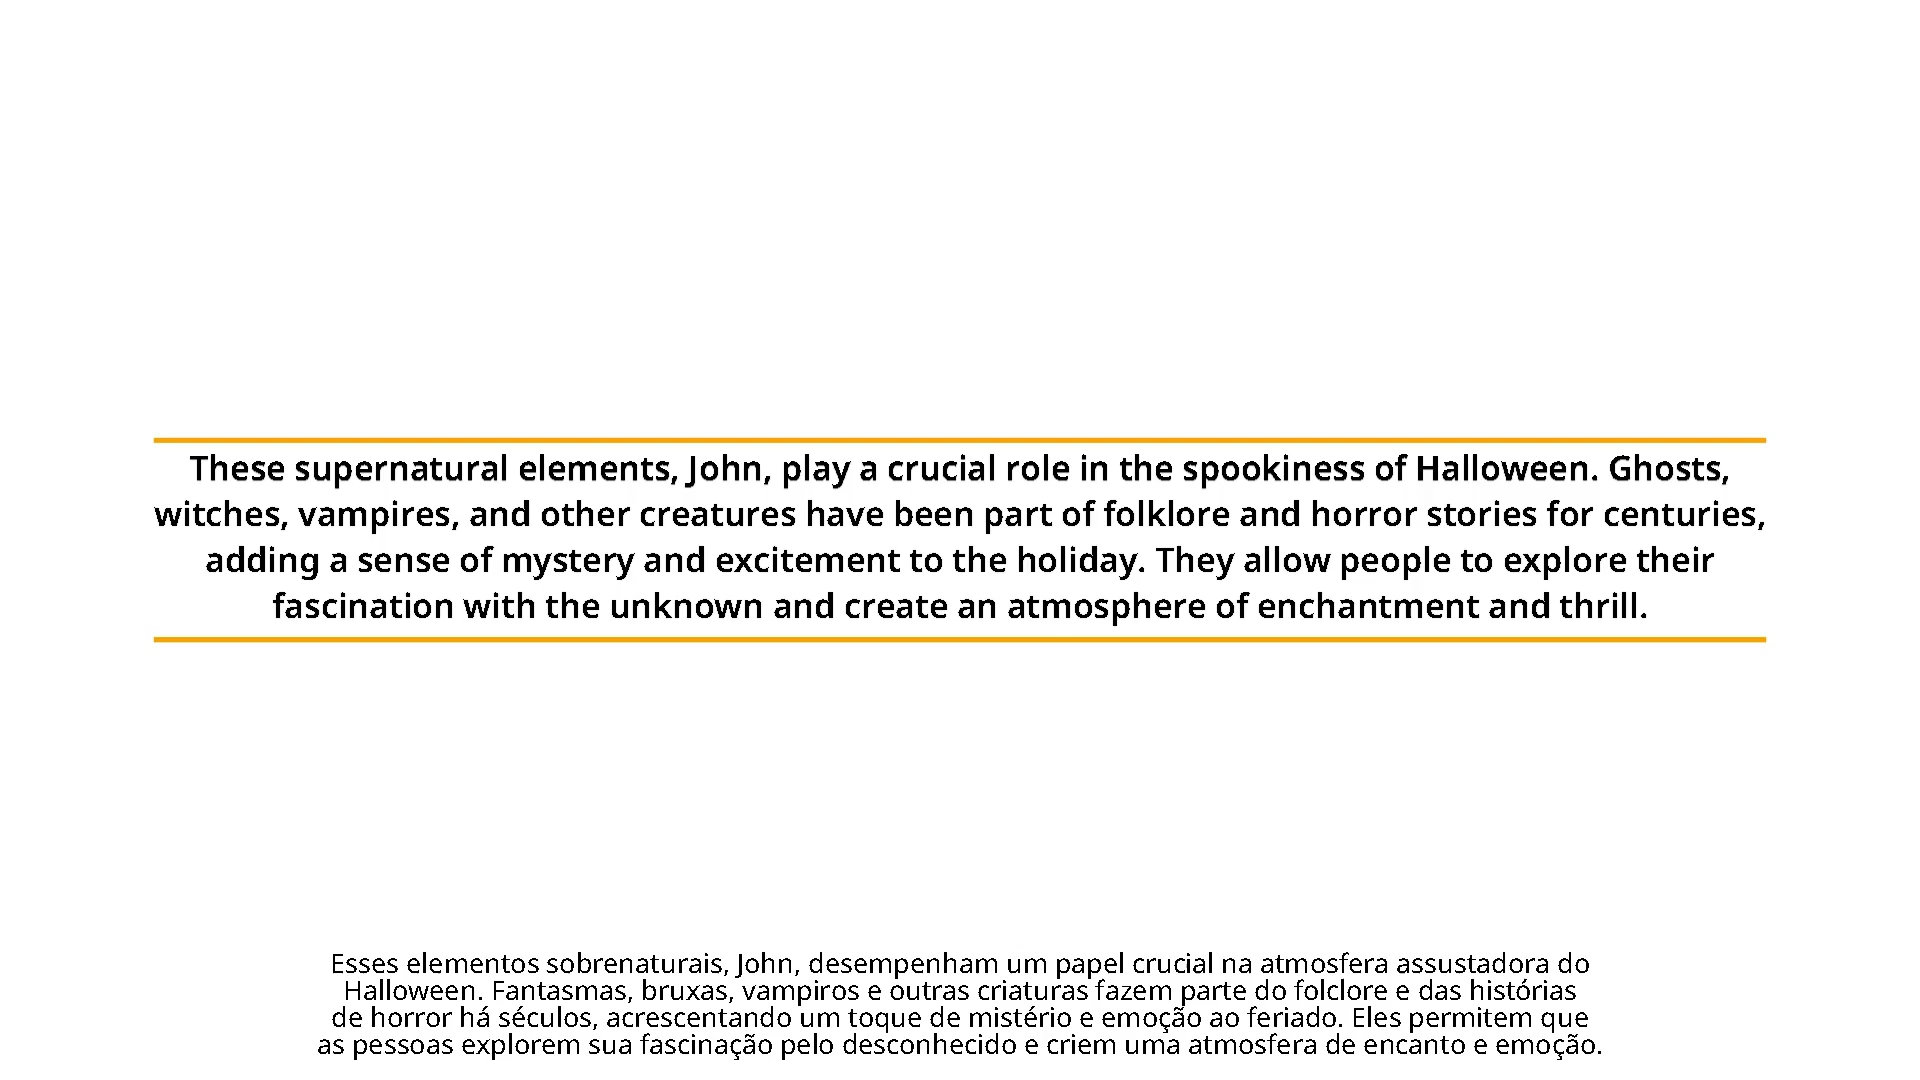 These supernatural elements, John, play a crucial role in the spookiness of Halloween. Ghosts,
witches, vampires, and other creatures have been part of folklore and horror stories for centuries,
adding a sense of mystery and excitement to the holiday. They allow people to explore their
fascination with the unknown and create an atmosphere of enchantment and thrill.
Esses elementos sobrenaturais, John, desempenham um papel crucial na atmosfera assustadora do
Halloween. Fantasmas, bruxas, vampiros e outras criaturas fazem parte do folclore e das histórias
de horror há séculos, acrescentando um toque de mistério e emoção ao feriado. Eles permitem que
as pessoas explorem sua fascinação pelo desconhecido e criem uma atmosfera de encanto e emoção.